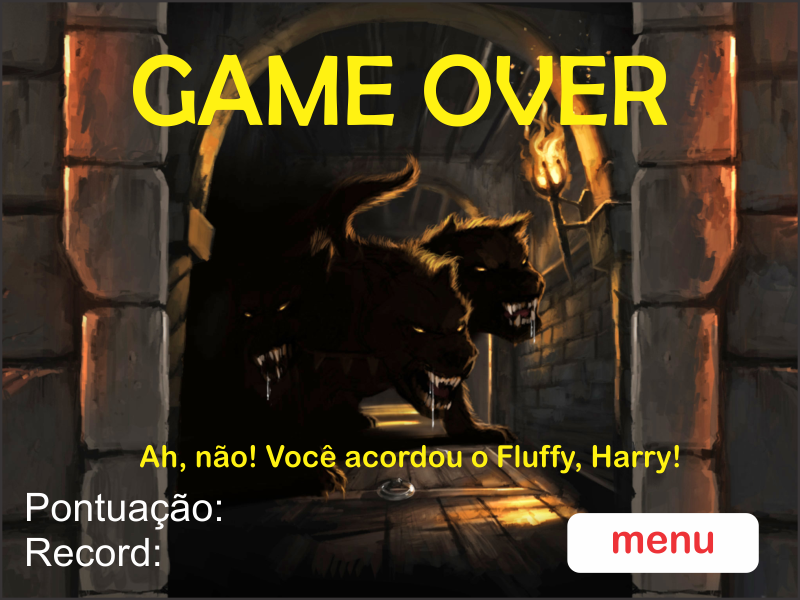 GAME OVER
Ah, não! Você acordou o Fluffy, Harry!
Pontuação:
Record:
menu